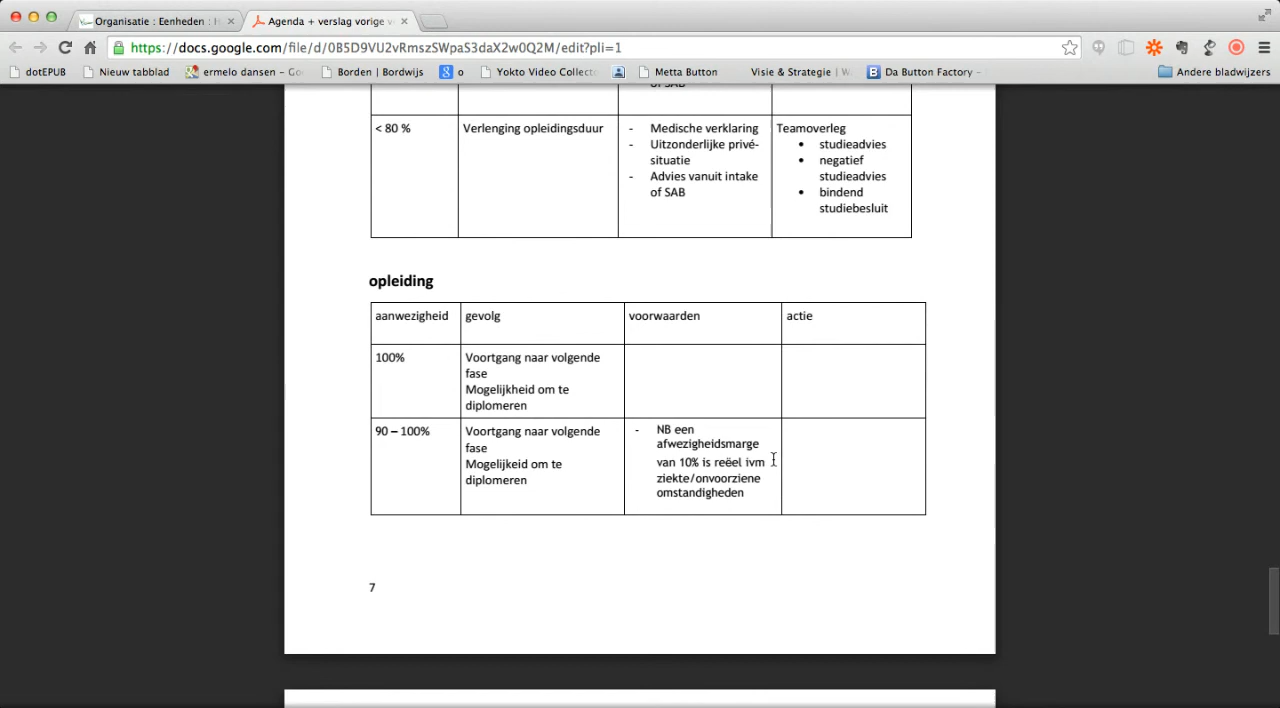 Organisatie : Eenheden :
Agenda + verslag vorige v
https://docs.google.com/file/d/0B5D9VU2vRmszSWpaS3daX2w0Q2M/edit?pli=1
dotEPUB
Nieuw tabblad
ermelo dansen – Go
Borden | Bordwijs
o
Yokto Video Collect
Metta Button
Visie & Strategie | W
Da Button Factory -
Andere bladwijzers
of SAB
< 80 %
Verlenging opleidingsduur
- Medische verklaring
- Uitzonderlijke privé-
situatie
- Advies vanuit intake
of SAB
Teamoverleg
• studieadvies
• negatief
studieadvies
• bindend
studiebesluit
opleiding
aanwezigheid
gevolg
voorwaarden
actie
100%
Voortgang naar volgende
fase
Mogelijkheid om te
diplomeren
90 – 100%
Voortgang naar volgende
fase
Mogelijkeid om te
diplomeren
- NB een
afwezigheidsmarge
van 10% is reëel ivm
ziekte/onvoorziene
omstandigheden
7